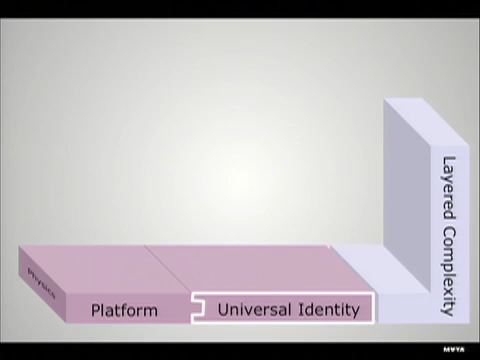 Physics
Platform
Universal Identity
Layered Complexity
MAYA